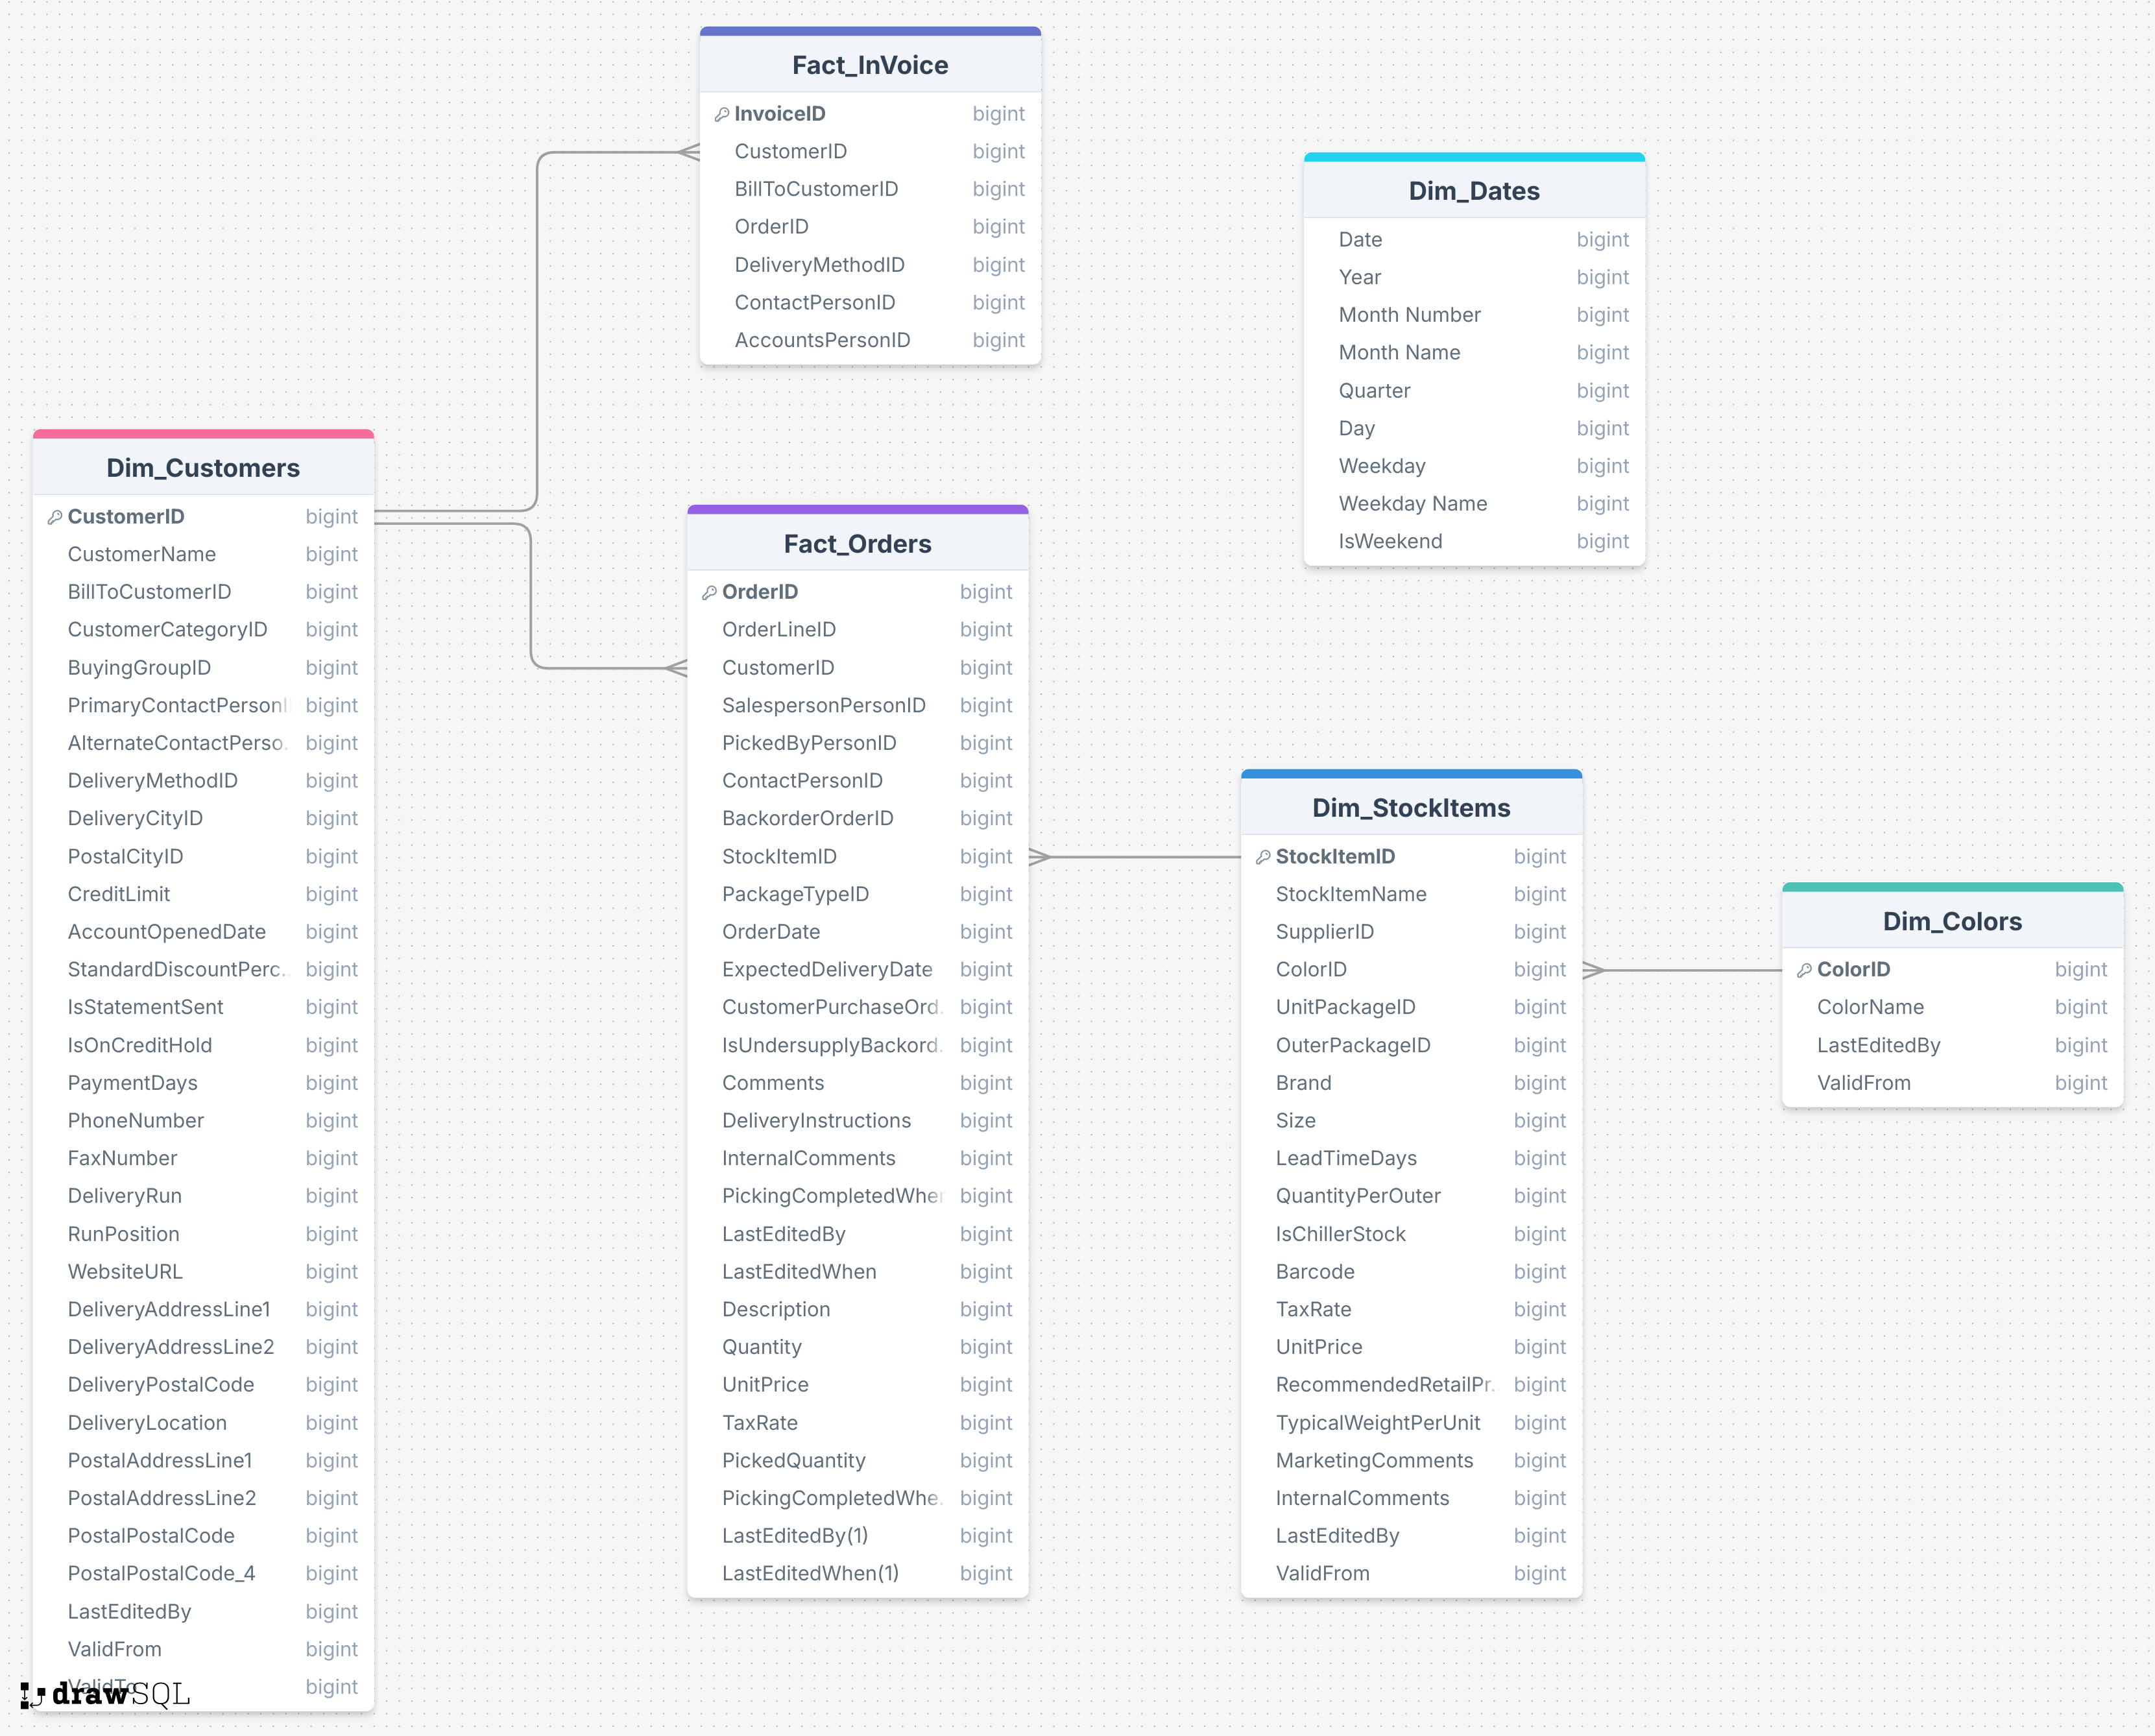 Fact_InVoice
InvoiceID bigint
CustomerID bigint
BillToCustomerID bigint
OrderID bigint
DeliveryMethodID bigint
ContactPersonID bigint
AccountsPersonID bigint
Dim_Dates
Date bigint
Year bigint
Month Number bigint
Month Name bigint
Quarter bigint
Day bigint
Weekday bigint
Weekday Name bigint
IsWeekend bigint
Dim_Customers
CustomerID bigint
CustomerName bigint
BillToCustomerID bigint
CustomerCategoryID bigint
BuyingGroupID bigint
PrimaryContactPersonI bigint
AlternateContactPerso.. bigint
DeliveryMethodID bigint
DeliveryCityID bigint
PostalCityID bigint
CreditLimit bigint
AccountOpenedDate bigint
StandardDiscountPerc.. bigint
IsStatementSent bigint
IsOnCreditHold bigint
PaymentDays bigint
PhoneNumber bigint
FaxNumber bigint
DeliveryRun bigint
RunPosition bigint
WebsiteURL bigint
DeliveryAddressLine1 bigint
DeliveryAddressLine2 bigint
DeliveryPostalCode bigint
DeliveryLocation bigint
PostalAddressLine1 bigint
PostalAddressLine2 bigint
PostalPostalCode bigint
PostalPostalCode_4 bigint
LastEditedBy bigint
ValidFrom bigint
ValidTo bigint
Fact_Orders
OrderID bigint
OrderLineID bigint
CustomerID bigint
SalespersonPersonID bigint
PickedByPersonID bigint
ContactPersonID bigint
BackorderOrderID bigint
StockItemID bigint
PackageTypeID bigint
OrderDate bigint
ExpectedDeliveryDate bigint
CustomerPurchaseOrd.. bigint
IsUndersupplyBackord.. bigint
Comments bigint
DeliveryInstructions bigint
InternalComments bigint
PickingCompletedWhen bigint
LastEditedBy bigint
LastEditedWhen bigint
Description bigint
Quantity bigint
UnitPrice bigint
TaxRate bigint
PickedQuantity bigint
PickingCompletedWhe.. bigint
LastEditedBy(1) bigint
LastEditedWhen(1) bigint
Dim_StockItems
StockItemID bigint
StockItemName bigint
SupplierID bigint
ColorID bigint
UnitPackageID bigint
OuterPackageID bigint
Brand bigint
Size bigint
LeadTimeDays bigint
QuantityPerOuter bigint
IsChillerStock bigint
Barcode bigint
TaxRate bigint
UnitPrice bigint
RecommendedRetailPr.. bigint
TypicalWeightPerUnit bigint
MarketingComments bigint
InternalComments bigint
LastEditedBy bigint
ValidFrom bigint
Dim_Colors
ColorID bigint
ColorName bigint
LastEditedBy bigint
ValidFrom bigint
drawSQL